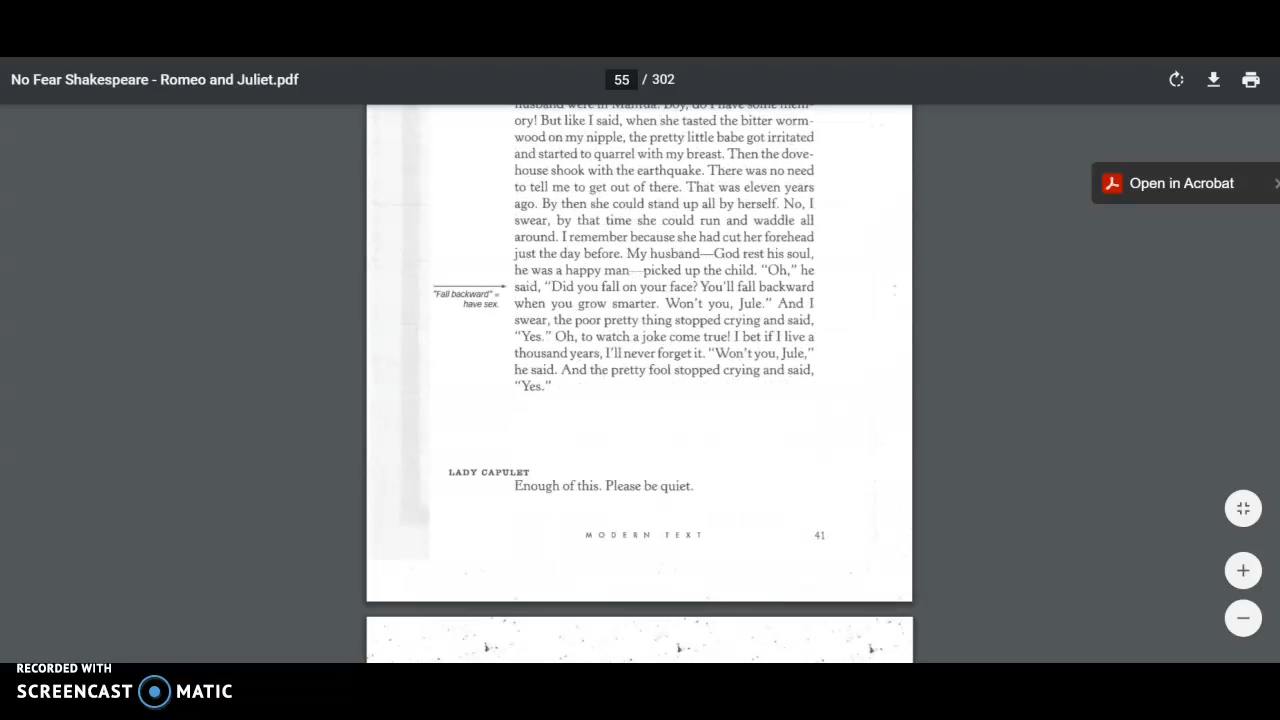 No Fear Shakespeare - Romeo and Juliet.pdf
55 / 302
husband were in Mantua. Boy, do I have some mem-
ory! But like I said, when she tasted the bitter worm-
wood on my nipple, the pretty little babe got irritated
and started to quarrel with my breast. Then the dove-
house shook with the earthquake. There was no need
to tell me to get out of there. That was eleven years
ago. By then she could stand up all by herself. No, I
swear, by that time she could run and waddle all
around. I remember because she had cut her forehead
just the day before. My husband—God rest his soul,
he was a happy man—picked up the child. “Oh,” he
said, “Did you fall on your face? You’ll fall backward
when you grow smarter. Won’t you, Jule.” And I
swear, the poor pretty thing stopped crying and said,
“Yes.” Oh, to watch a joke come true! I bet if I live a
thousand years, I’ll never forget it. “Won’t you, Jule,”
he said. And the pretty fool stopped crying and said,
“Yes.”
"Fall backward" =
have sex.
LADY CAPULET
Enough of this. Please be quiet.
MODERN TEXT 41
Open in Acrobat
RECORDED WITH
SCREENCAST MATIC